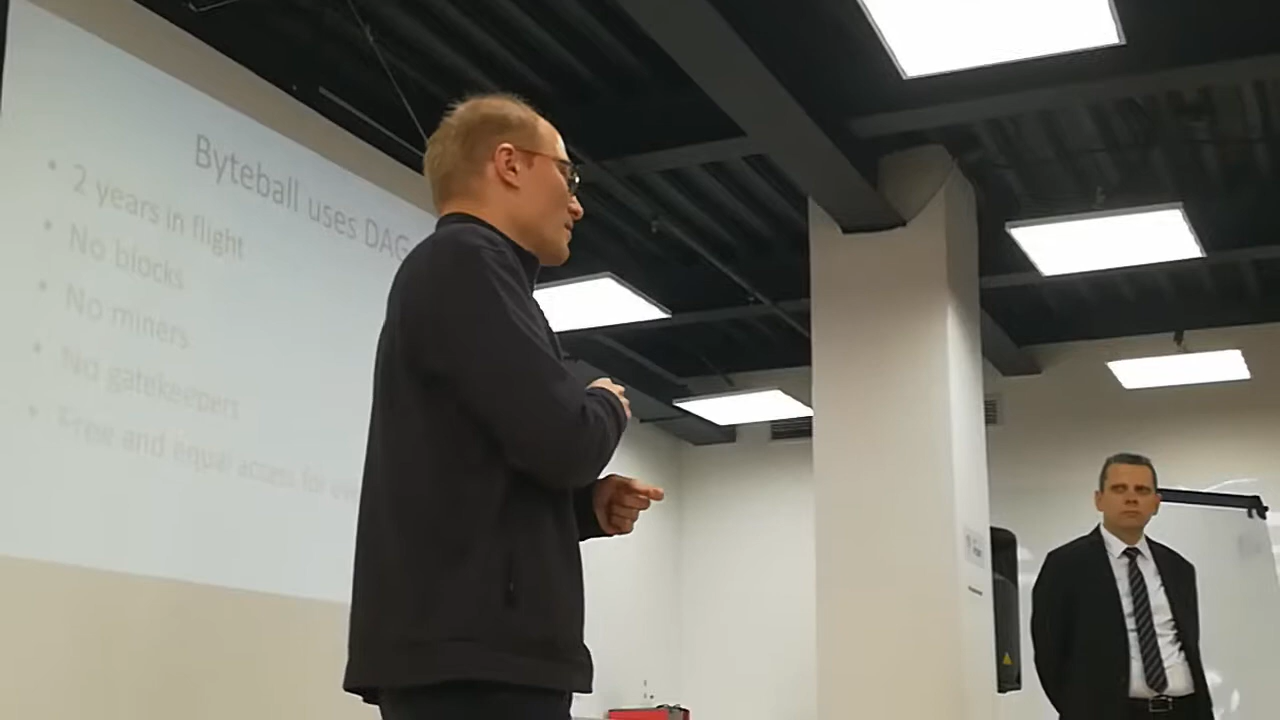 Byteball uses DAG
• 2 years in flight
• No blocks
• No miners
• No gatekeepers
• Free and equal access for